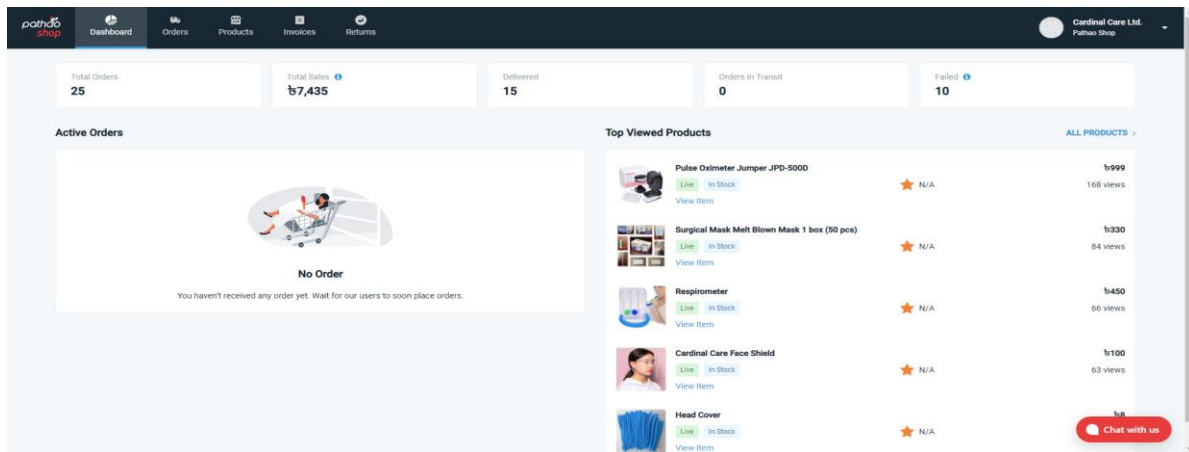 pathao
shop
Dashboard
Orders
Products
Invoices
Returns
Cardinal Care Ltd.
Pathao Shop
Total Orders
25
Total Sales
৳7,435
Delivered
15
Orders In Transit
0
Failed
10
Active Orders
No Order
You haven't received any order yet. Wait for our users to soon place orders.
Top Viewed Products
ALL PRODUCTS >
Pulse Oximeter Jumper JPD-500D
৳999
Live In Stock
N/A
168 views
View Item
Surgical Mask Melt Blown Mask 1 box (50 pcs)
৳330
Live In Stock
N/A
84 views
View Item
Respirometer
৳450
Live In Stock
N/A
66 views
View Item
Cardinal Care Face Shield
৳100
Live In Stock
N/A
63 views
View Item
Head Cover
৳8
Live In Stock
N/A
View Item
Chat with us